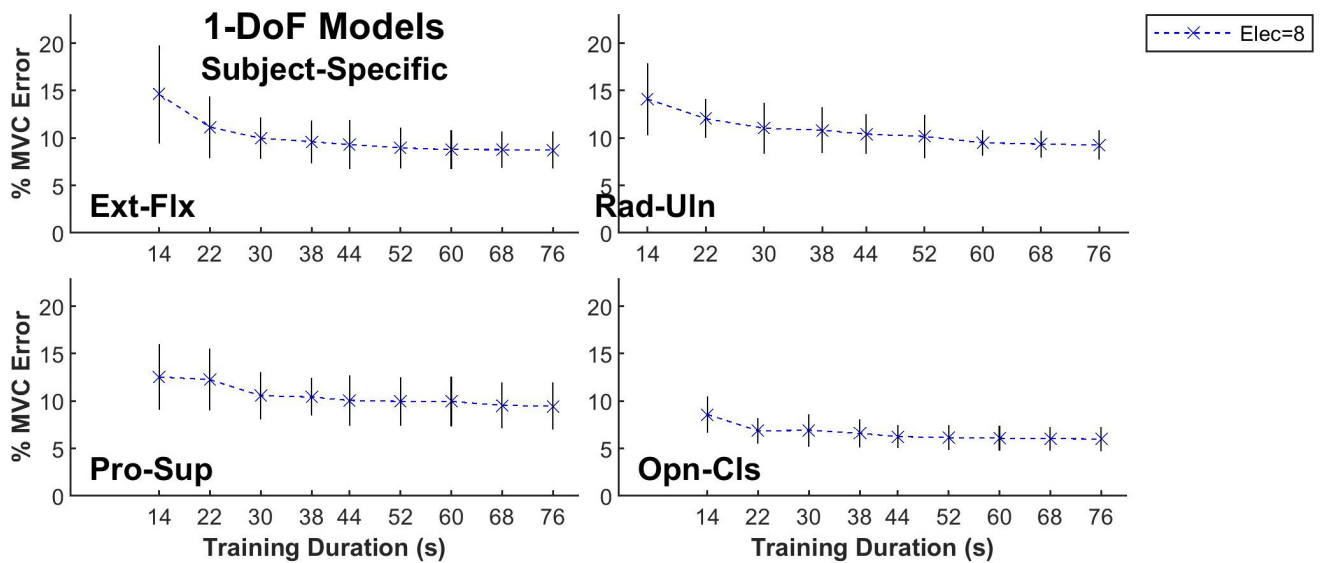 1-DoF Models
Subject-Specific
% MVC Error
20
15
10
5
0
Ext-Flx
14 22 30 38 44 52 60 68 76
20
15
10
5
0
Rad-Uln
14 22 30 38 44 52 60 68 76
Elec=8
% MVC Error
20
15
10
5
0
Pro-Sup
14 22 30 38 44 52 60 68 76
Training Duration (s)
20
15
10
5
0
Opn-Cls
14 22 30 38 44 52 60 68 76
Training Duration (s)